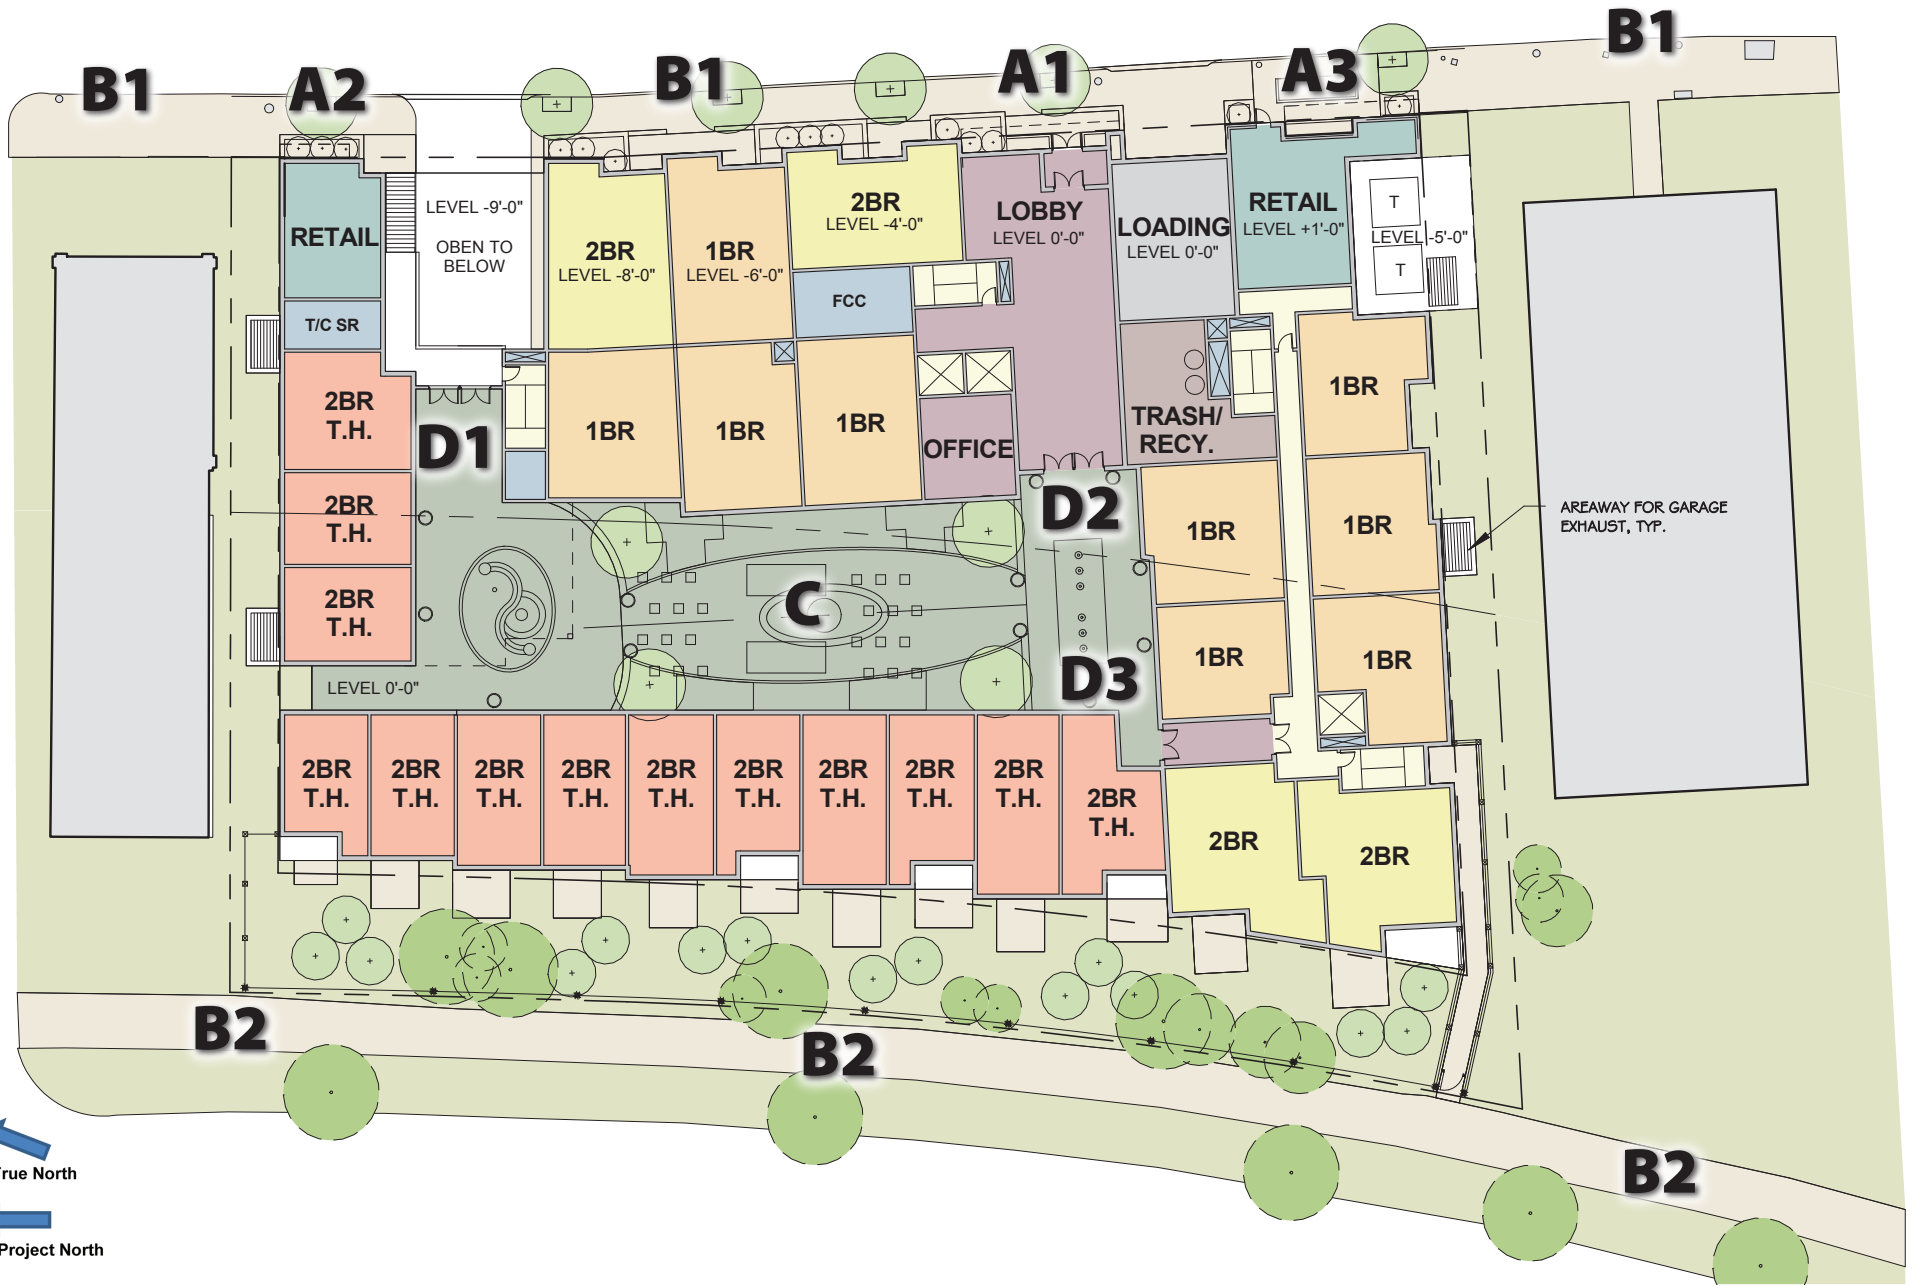 B1
A2
B1
A1
A3
B1
RETAIL
LEVEL -9'-0"
OBEN TO
BELOW
2BR
LEVEL -8'-0"
1BR
LEVEL -6'-0"
2BR
LEVEL -4'-0"
LOBBY
LEVEL 0'-0"
LOADING
LEVEL 0'-0"
RETAIL
LEVEL +1'-0"
T
LEVEL -5'-0"
T
T/C SR
FCC
2BR
T.H.
D1
1BR
1BR
1BR
OFFICE
TRASH/
RECY.
1BR
2BR
T.H.
D2
1BR
1BR
AREAWAY FOR GARAGE
EXHAUST, TYP.
2BR
T.H.
C
D3
1BR
1BR
LEVEL 0'-0"
2BR
T.H.
2BR
T.H.
2BR
T.H.
2BR
T.H.
2BR
T.H.
2BR
T.H.
2BR
T.H.
2BR
T.H.
2BR
T.H.
2BR
T.H.
2BR
2BR
B2
B2
B2
True North
Project North